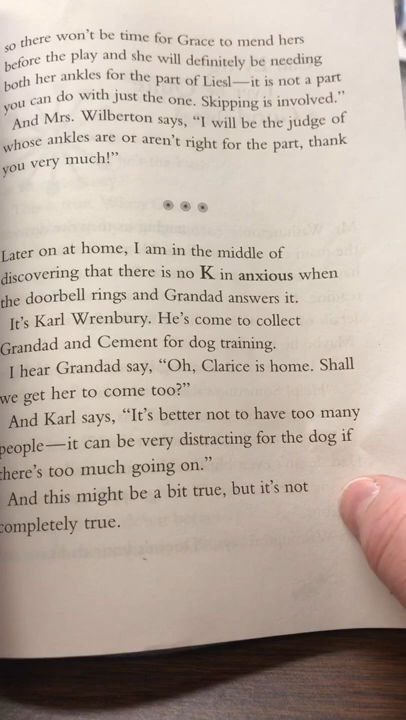 so there won't be time for Grace to mend hers
before the play and she will definitely be needing
both her ankles for the part of Liesl—it is not a part
you can do with just the one. Skipping is involved."
And Mrs. Wilberton says, "I will be the judge of
whose ankles are or aren't right for the part, thank
you very much!"
Later on at home, I am in the middle of
discovering that there is no K in anxious when
the doorbell rings and Grandad answers it.
It's Karl Wrenbury. He's come to collect
Grandad and Cement for dog training.
I hear Grandad say, "Oh, Clarice is home. Shall
we get her to come too?"
And Karl says, "It's better not to have too many
people—it can be very distracting for the dog if
there's too much going on."
And this might be a bit true, but it's not
completely true.